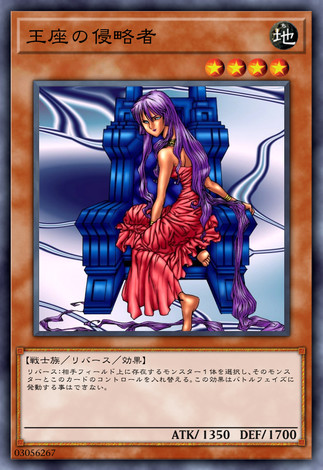 王座の侵略者
地
【戦士族／リバース／効果】
リバース：相手フィールド上に存在するモンスター１体を選択し、そのモンス
ターとこのカードのコントロールを入れ替える。この効果はバトルフェイズに
発動する事はできない。
ATK/ 1350 DEF/1700
03056267